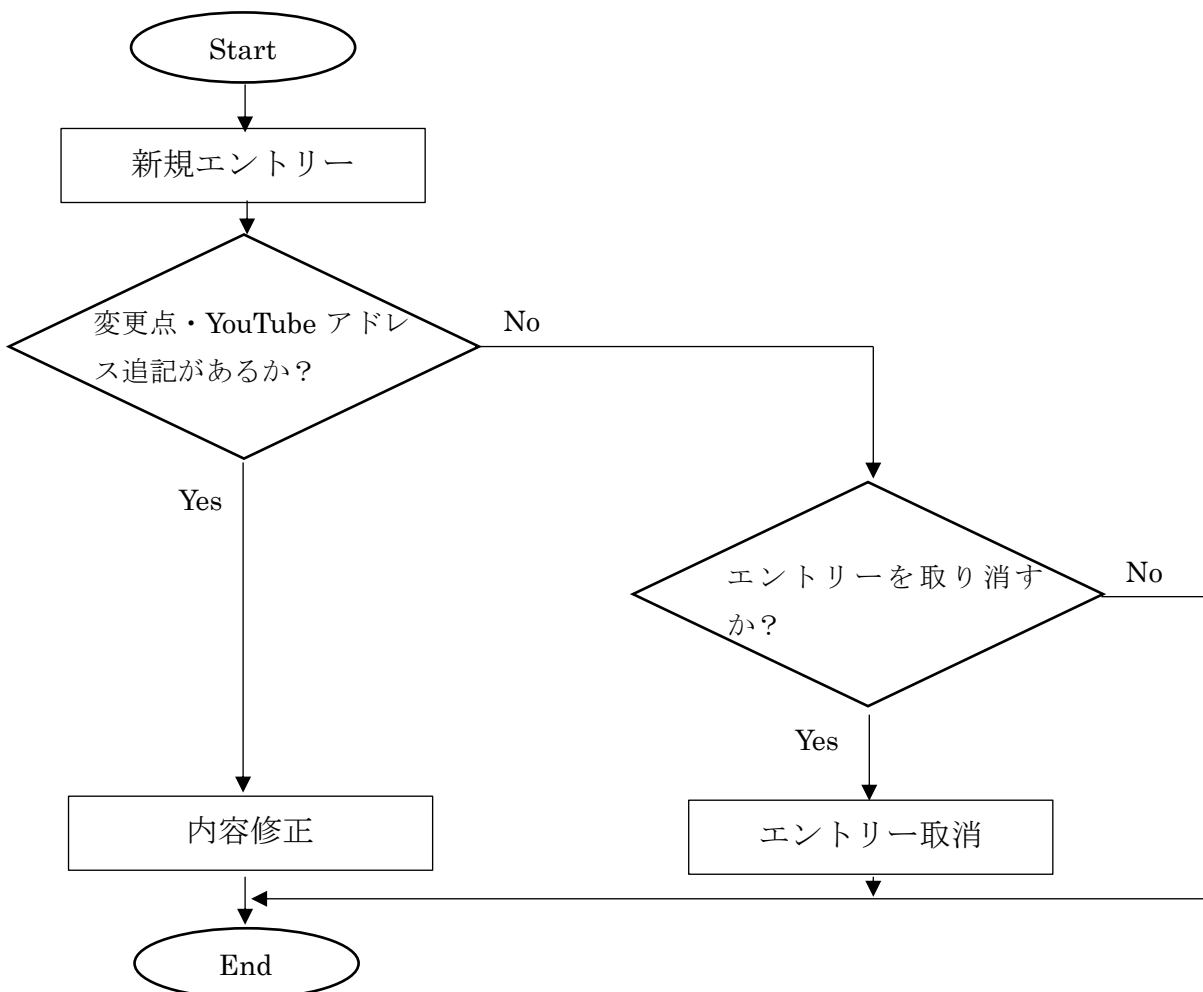 Start
新規エントリー
変更点・YouTube アドレ
ス追記があるか？
No
Yes
エントリーを取り消す
か？
No
Yes
内容修正
エントリー取消
End